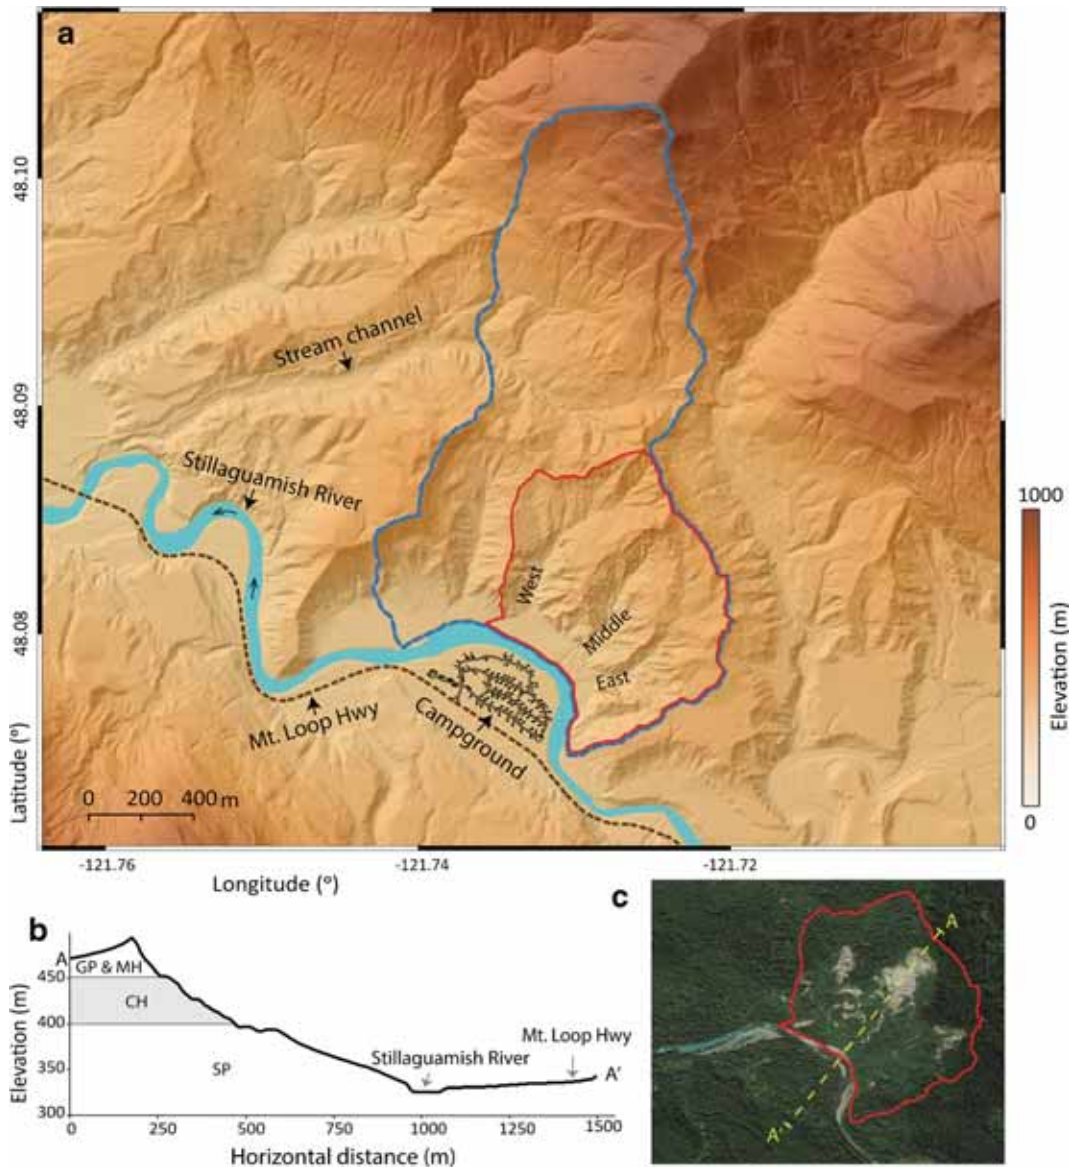 a
48.10
Stream channel
48.09
Stillaguamish
River
1000
West
Middle
East
48.08
Elevation (m)
Mt. Loop Hwy
Campground
0 200 400 m
Latitude (°)
0
-121.76
-121.74
-121.72
Longitude (°)
b
A
GP & MH
450
CH
400
Mt. Loop Hwy
Stillaguamish River
A'
SP
350
300
Elevation (m)
0 250 500 750 1000 1250 1500
Horizontal distance (m)
c
A
A'